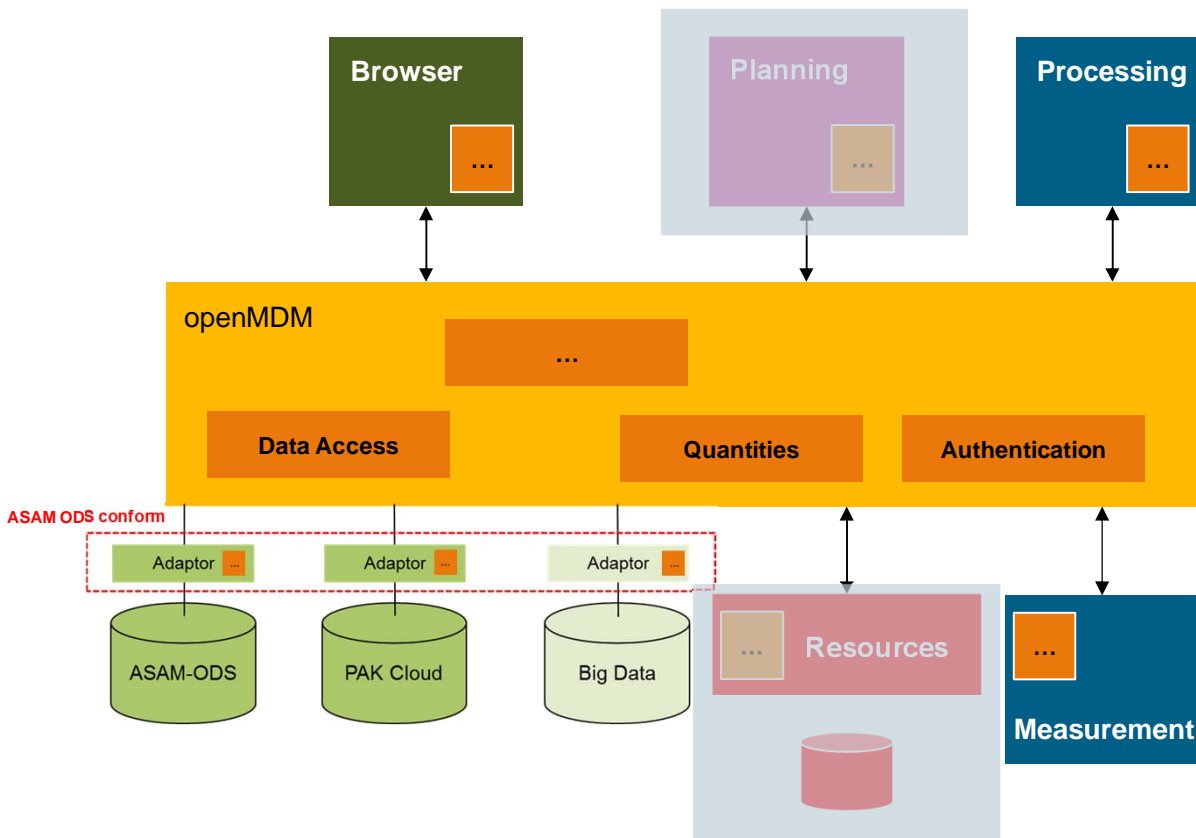 Browser
...
Planning
...
Processing
...
openMDM
...
Data Access
Quantities
Authentication
ASAM ODS conform
Adaptor ...
Adaptor ...
Adaptor ...
ASAM-ODS
PAK Cloud
Big Data
...
Resources
...
Measurement